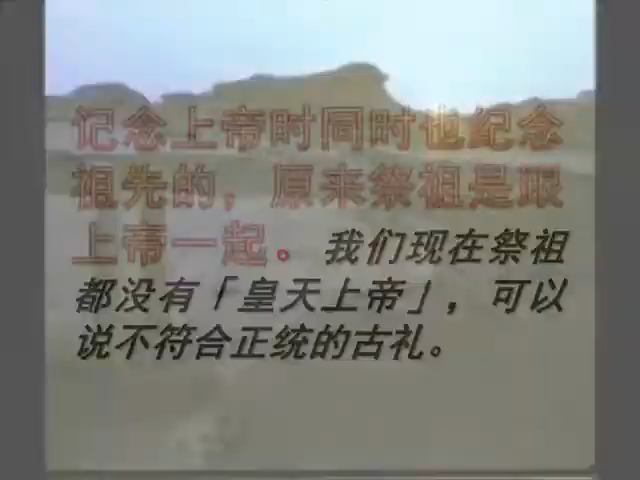 记念上帝时同时也纪念
祖先的，原来祭祖是跟
上帝一起。我们现在祭祖
都没有「皇天上帝」，可以
说不符合正统的古礼。